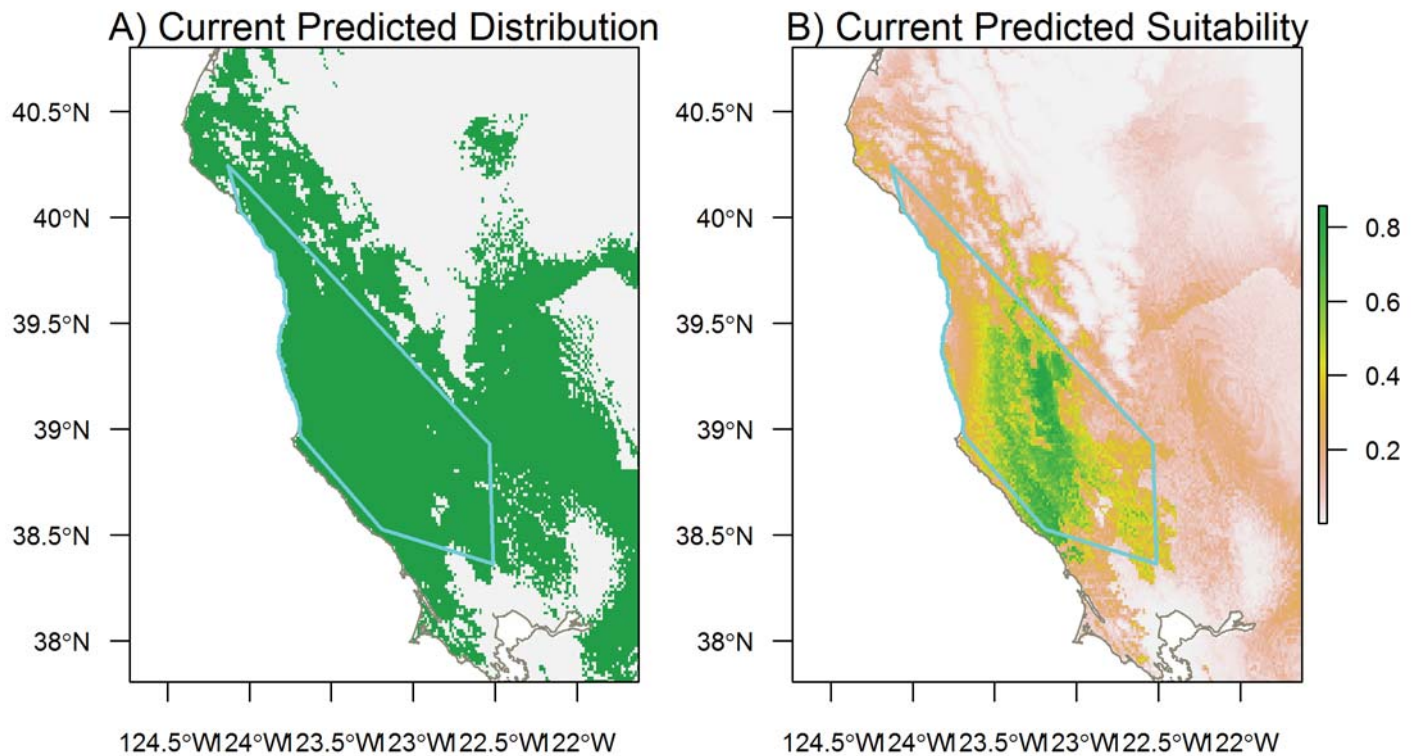 A) Current Predicted Distribution
40.5°N
40°N
39.5°N
39°N
38.5°N
38°N
124.5°W124°W123.5°W123°W122.5°W122°W
B) Current Predicted Suitability
40.5°N
40°N
39.5°N
39°N
38.5°N
38°N
124.5°W124°W123.5°W123°W122.5°W122°W
0.8
0.6
0.4
0.2